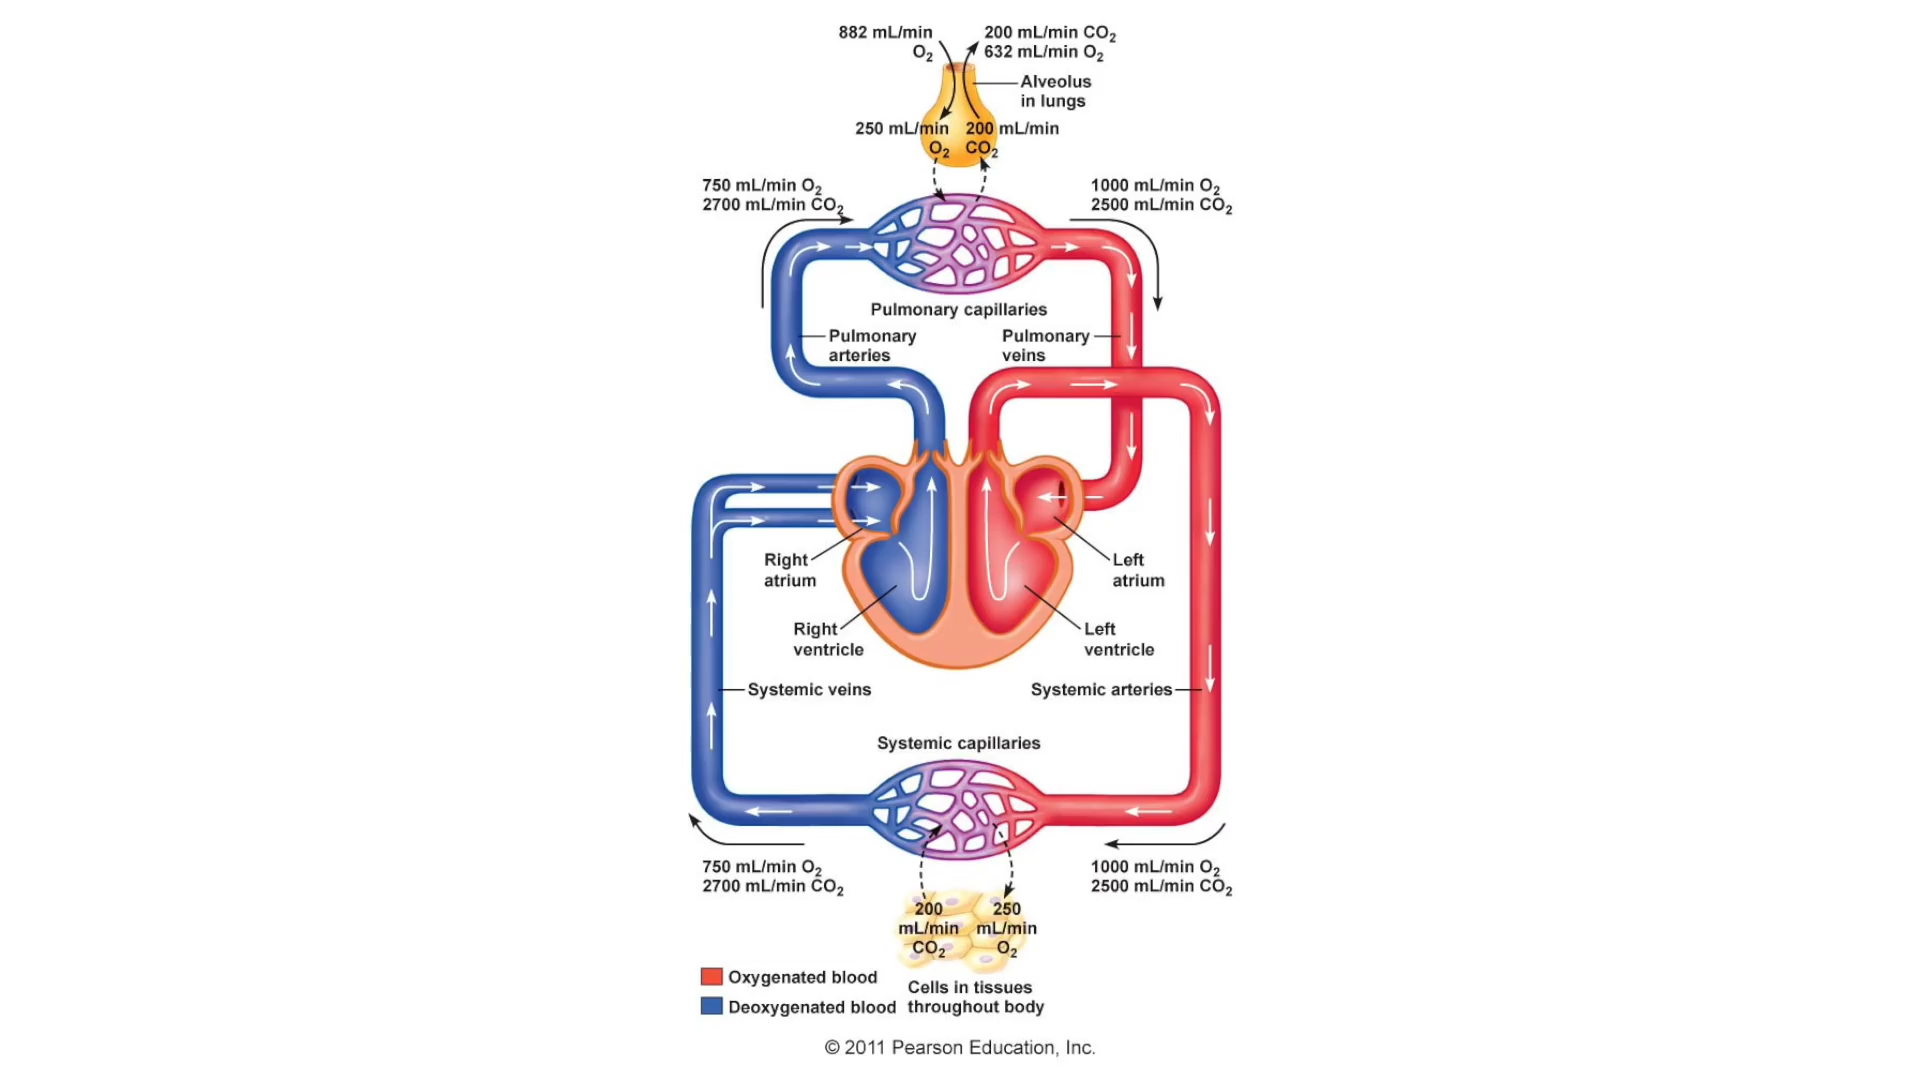 882 mL/min
O₂
200 mL/min CO₂
632 mL/min O₂
Alveolus
in lungs
250 mL/min
O₂
200 mL/min
CO₂
750 mL/min O₂
2700 mL/min CO₂
1000 mL/min O₂
2500 mL/min CO₂
Pulmonary capillaries
Pulmonary
arteries
Pulmonary
veins
Right
atrium
Left
atrium
Right
ventricle
Left
ventricle
Systemic veins
Systemic arteries
Systemic capillaries
750 mL/min O₂
2700 mL/min CO₂
1000 mL/min O₂
2500 mL/min CO₂
200
mL/min
CO₂
250
mL/min
O₂
Oxygenated blood
Deoxygenated blood
Cells in tissues
throughout body
© 2011 Pearson Education, Inc.